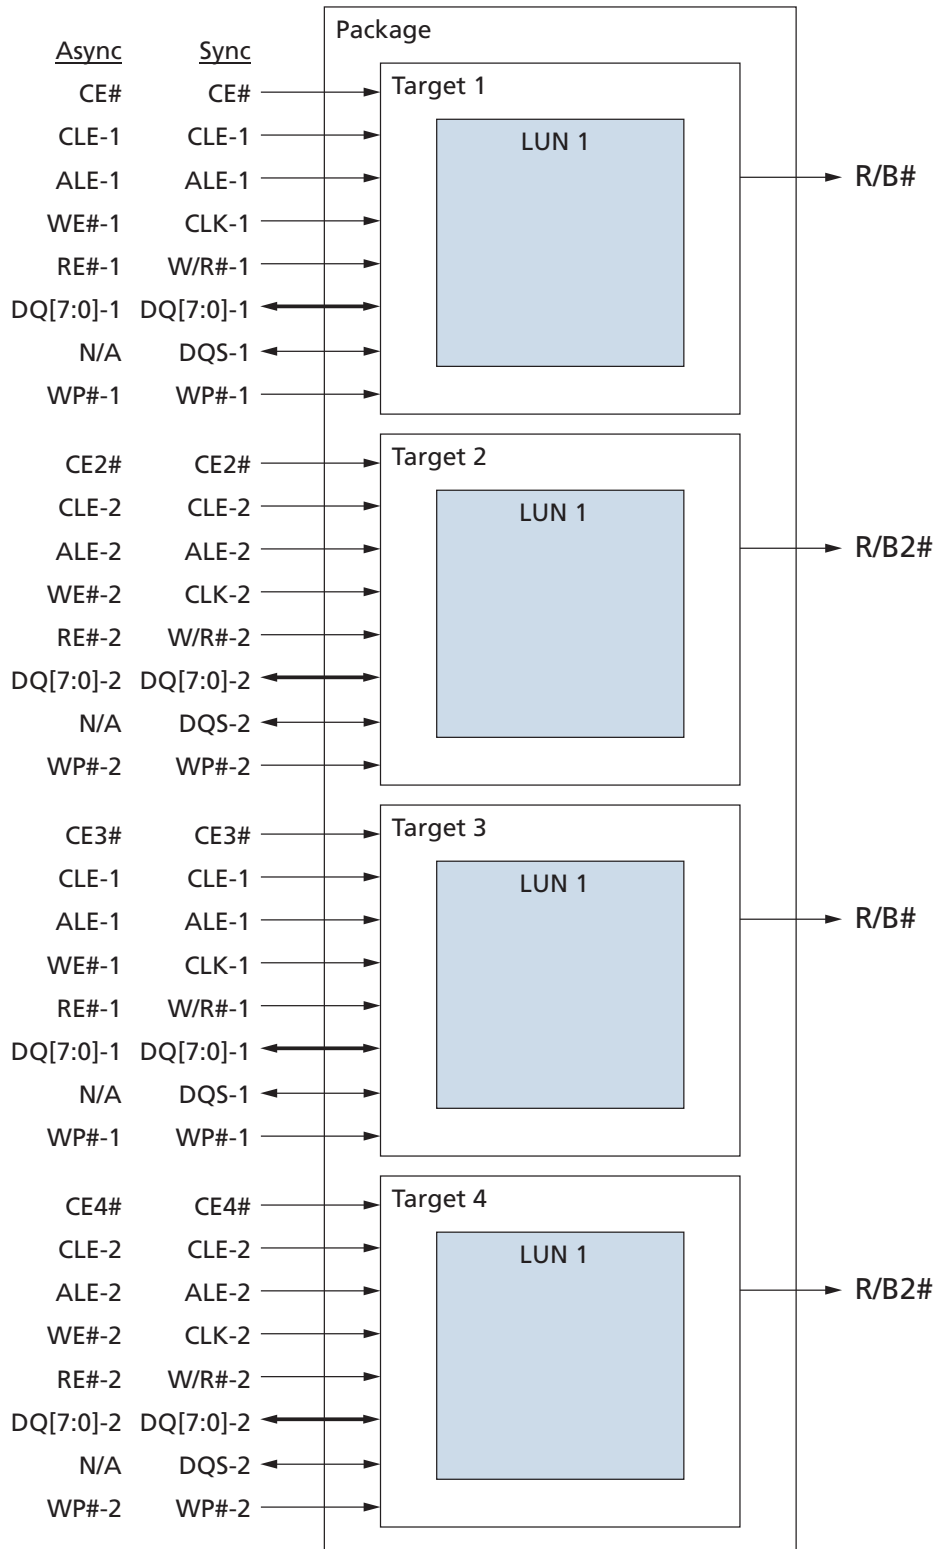 Package
Async Sync
Target 1
CE# CE#
LUN 1
CLE-1 CLE-1
ALE-1 ALE-1 R/B#
WE#-1 CLK-1
RE#-1 W/R#-1
DQ[7:0]-1 DQ[7:0]-1
N/A DQS-1
WP#-1 WP#-1
Target 2
CE2# CE2#
CLE-2 CLE-2 LUN 1
ALE-2 ALE-2 R/B2#
WE#-2 CLK-2
RE#-2 W/R#-2
DQ[7:0]-2 DQ[7:0]-2
N/A DQS-2
WP#-2 WP#-2
Target 3
CE3# CE3#
CLE-1 CLE-1 LUN 1
ALE-1 ALE-1 R/B#
WE#-1 CLK-1
RE#-1 W/R#-1
DQ[7:0]-1 DQ[7:0]-1
N/A DQS-1
WP#-1 WP#-1
Target 4
CE4# CE4#
CLE-2 CLE-2 LUN 1
ALE-2 ALE-2 R/B2#
WE#-2 CLK-2
RE#-2 W/R#-2
DQ[7:0]-2 DQ[7:0]-2
N/A DQS-2
WP#-2 WP#-2